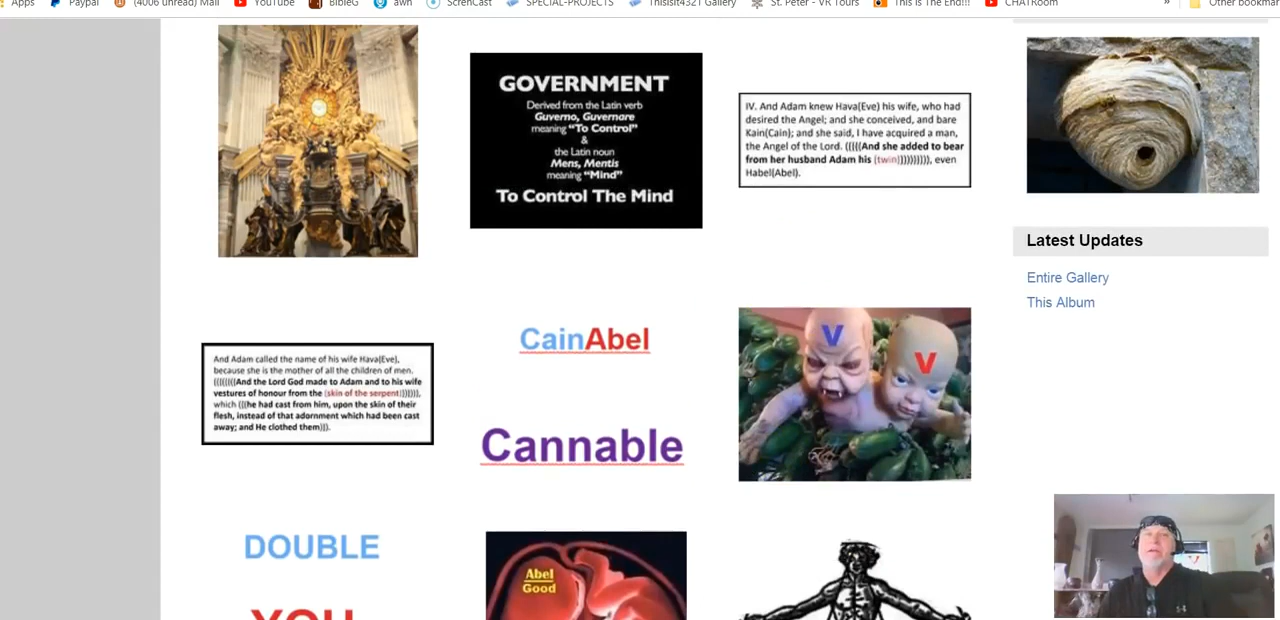 Apps
Paypal
(4006 unread) Mail
YouTube
BibleG
awn
ScrenCast
SPECIAL-PROJECTS
Thisisit4321 Gallery
St. Peter - VR Tours
This Is The End!!!
CHATRoom
»
Other bookmar
GOVERNMENT
Derived from the Latin verb
Guverno, Guvernare
meaning “To Control”
&
the Latin noun
Mens, Mentis
meaning “Mind”
To Control The Mind
IV. And Adam knew Hava(Eve) his wife, who had
desired the Angel; and she conceived, and bare
Kain(Cain); and she said, I have acquired a man,
the Angel of the Lord. (((((And she added to bear
from her husband Adam his (twin)))))))))), even
Habel(Abel).
Latest Updates
Entire Gallery
This Album
And Adam called the name of his wife Hava(Eve),
because she is the mother of all the children of men.
(((((((And the Lord God made to Adam and to his wife
vestures of honour from the (skin of the serpent)))))),
which (((he had cast from him, upon the skin of their
flesh, instead of that adornment which had been cast
away; and He clothed them))).
CainAbel
Cannable
V
V
DOUBLE
YOU
Abel
Good